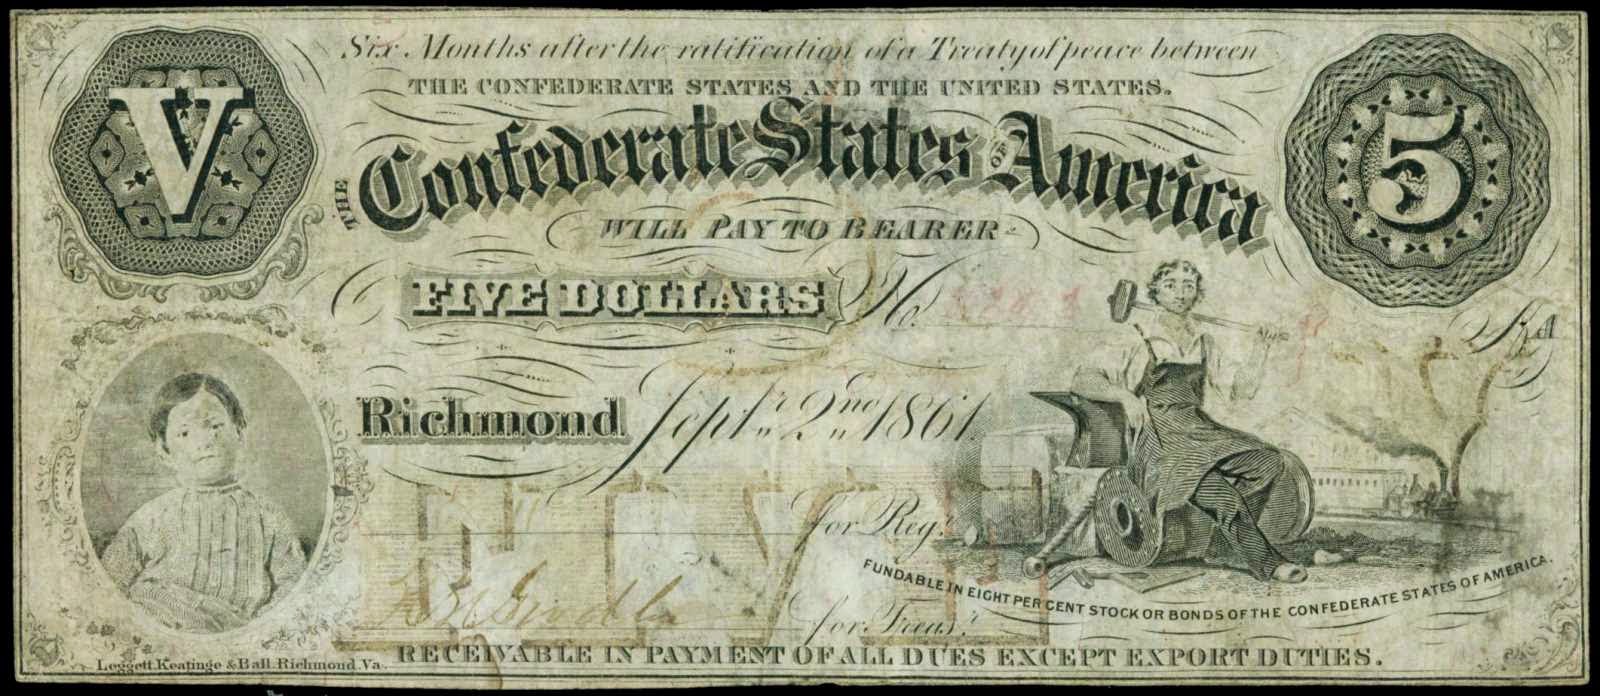 Six Months after the ratification of a Treaty of peace between
THE CONFEDERATE STATES AND THE UNITED STATES.
V
5
THE Confederate States OF America
WILL PAY TO BEARER
FIVE DOLLARS
No.
Richmond Septr. 2nd 1861
FIVE
for Regr.
for Treasr.
FUNDABLE IN EIGHT PER CENT STOCK OR BONDS OF THE CONFEDERATE STATES OF AMERICA.
RECEIVABLE IN PAYMENT OF ALL DUES EXCEPT EXPORT DUTIES.
Leggett, Keatinge & Ball, Richmond, Va.